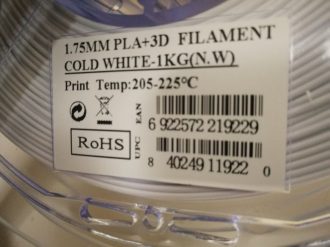 1.75MM PLA+3D FILAMENT
COLD WHITE-1KG(N.W)
Print Temp:205-225℃
CE
EAN
6 922572 219229
RoHS
UPC
8 40249 11922 0